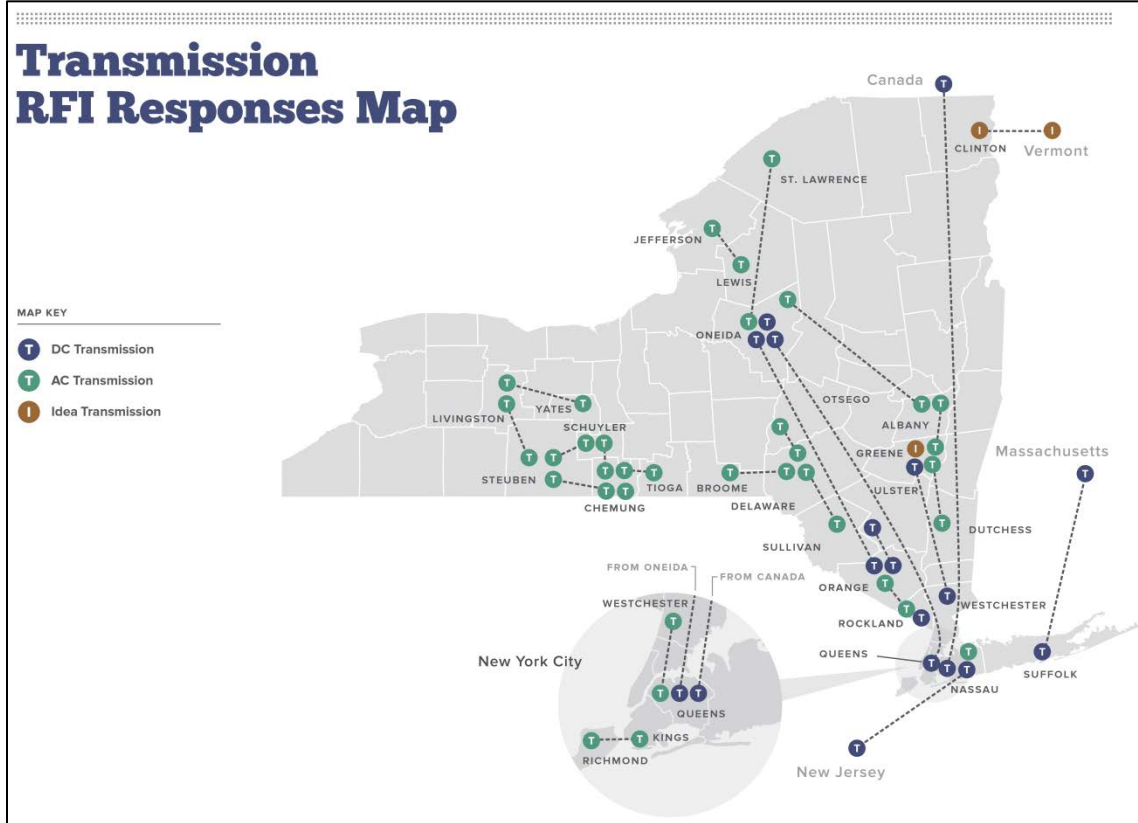 Transmission
RFI Responses Map
MAP KEY
T DC Transmission
T AC Transmission
I Idea Transmission
Canada
T
I I
CLINTON
Vermont
T
ST. LAWRENCE
T
JEFFERSON
T
LEWIS
T
T T
ONEIDA
T T
T
T
LIVINGSTON
T
YATES
SCHUYLER
T T
T T
STEUBEN
T
T T T
TIOGA
T T
CHEMUNG
OTSEGO
T T
ALBANY
T
T
BROOME
T
T T
DELAWARE
GREENE
I T
T T
ULSTER
Massachusetts
T
T
DUTCHESS
T
SULLIVAN
T
T T
ORANGE
T
T
ROCKLAND
T
T
WESTCHESTER
QUEENS
T T T
T
NASSAU
T
SUFFOLK
T
New Jersey
FROM ONEIDA
FROM CANADA
WESTCHESTER
T
New York City
T T T
QUEENS
T T
KINGS
RICHMOND